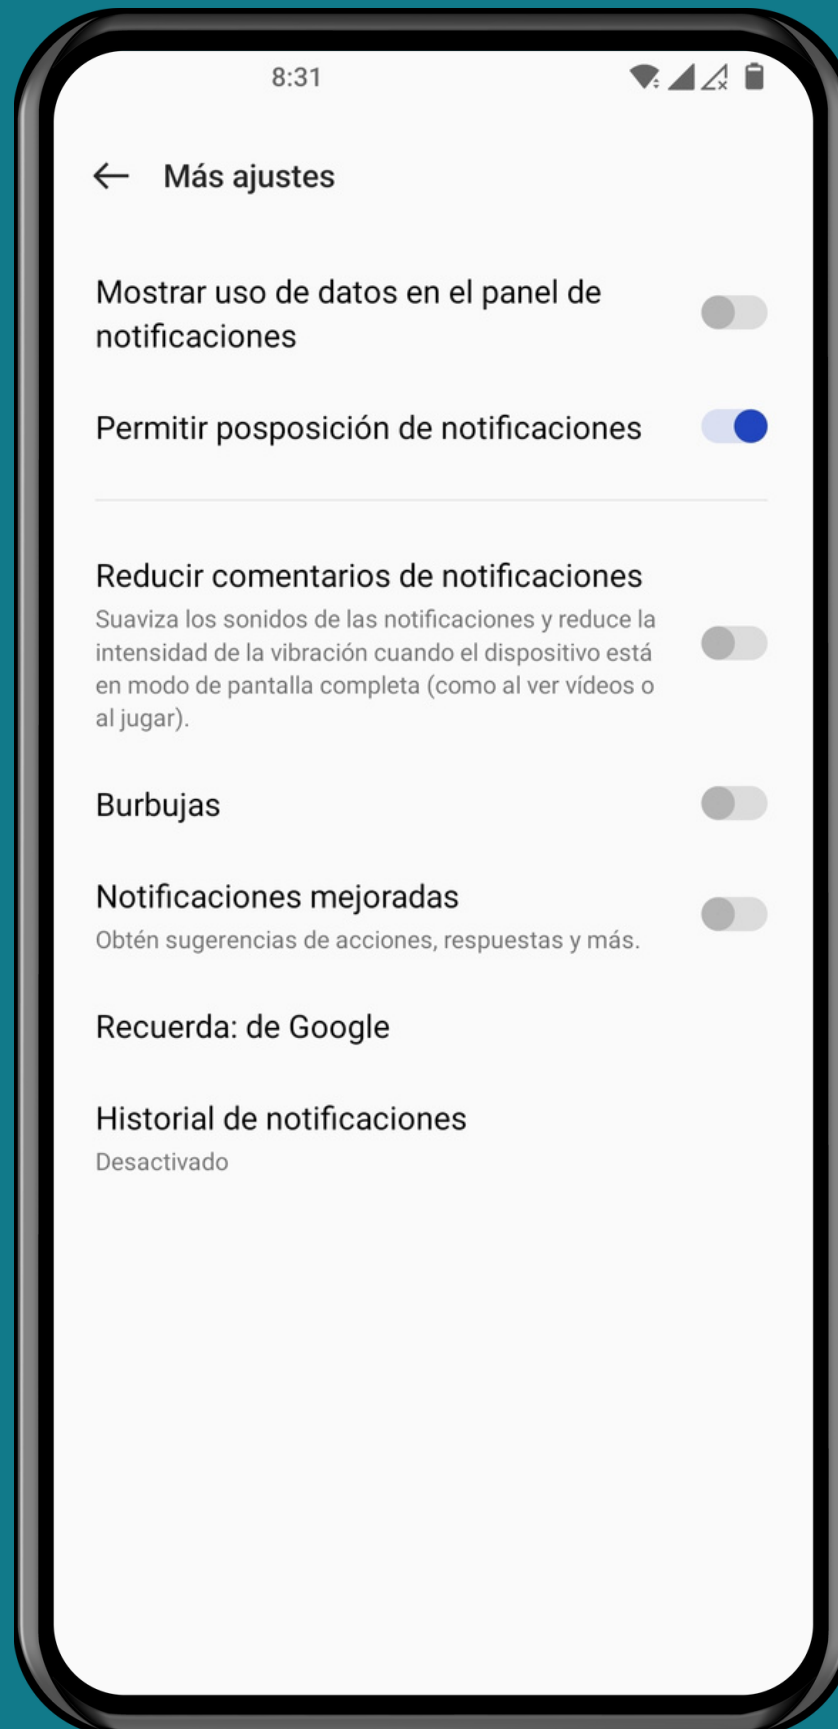 8:31
Más ajustes
Mostrar uso de datos en el panel de
notificaciones
Permitir posposición de notificaciones
Reducir comentarios de notificaciones
Suaviza los sonidos de las notificaciones y reduce la
intensidad de la vibración cuando el dispositivo está
en modo de pantalla completa (como al ver vídeos o
al jugar).
Burbujas
Notificaciones mejoradas
Obtén sugerencias de acciones, respuestas y más.
Recuerda: de Google
Historial de notificaciones
Desactivado